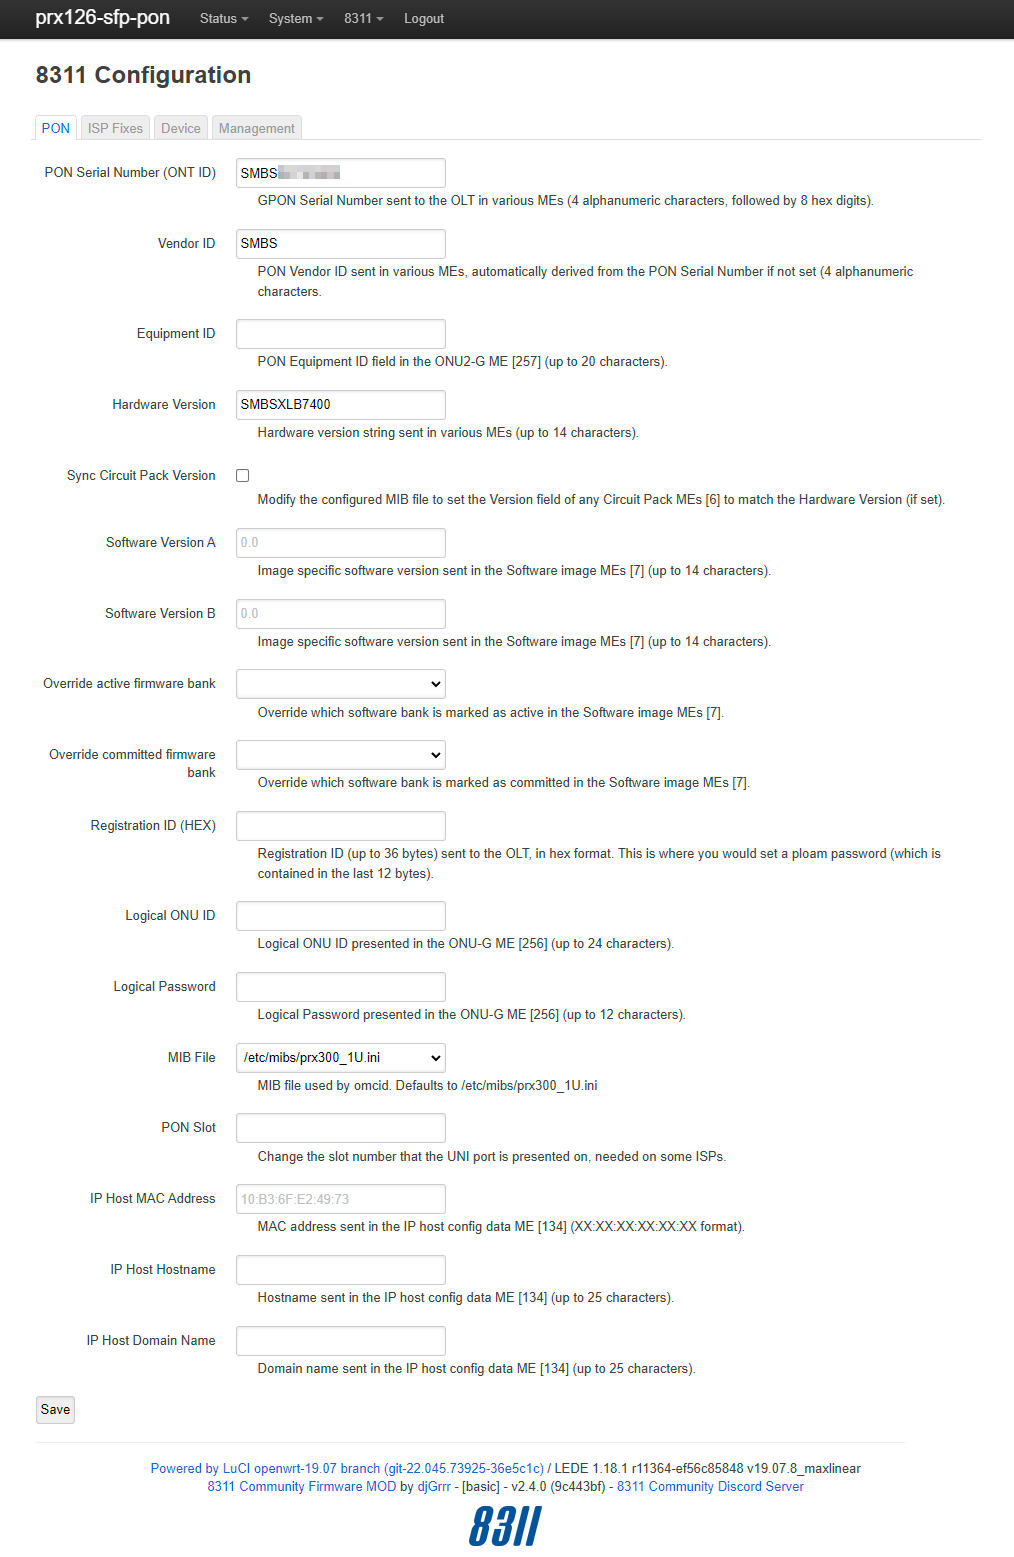 prx126-sfp-pon Status System 8311 Logout
8311 Configuration
PON ISP Fixes Device Management
PON Serial Number (ONT ID) SMBS
GPON Serial Number sent to the OLT in various MEs (4 alphanumeric characters, followed by 8 hex digits).
Vendor ID SMBS
PON Vendor ID sent in various MEs, automatically derived from the PON Serial Number if not set (4 alphanumeric
characters.
Equipment ID
PON Equipment ID field in the ONU2-G ME [257] (up to 20 characters).
Hardware Version SMBSXLB7400
Hardware version string sent in various MEs (up to 14 characters).
Sync Circuit Pack Version
Modify the configured MIB file to set the Version field of any Circuit Pack MEs [6] to match the Hardware Version (if set).
Software Version A 0.0
Image specific software version sent in the Software image MEs [7] (up to 14 characters).
Software Version B 0.0
Image specific software version sent in the Software image MEs [7] (up to 14 characters).
Override active firmware bank
Override which software bank is marked as active in the Software image MEs [7].
Override committed firmware
bank
Override which software bank is marked as committed in the Software image MEs [7].
Registration ID (HEX)
Registration ID (up to 36 bytes) sent to the OLT, in hex format. This is where you would set a ploam password (which is
contained in the last 12 bytes).
Logical ONU ID
Logical ONU ID presented in the ONU-G ME [256] (up to 24 characters).
Logical Password
Logical Password presented in the ONU-G ME [256] (up to 12 characters).
MIB File /etc/mibs/prx300_1U.ini
MIB file used by omcid. Defaults to /etc/mibs/prx300_1U.ini
PON Slot
Change the slot number that the UNI port is presented on, needed on some ISPs.
IP Host MAC Address 10:B3:6F:E2:49:73
MAC address sent in the IP host config data ME [134] (XX:XX:XX:XX:XX:XX format).
IP Host Hostname
Hostname sent in the IP host config data ME [134] (up to 25 characters).
IP Host Domain Name
Domain name sent in the IP host config data ME [134] (up to 25 characters).
Save
Powered by LuCI openwrt-19.07 branch (git-22.045.73925-36e5c1c) / LEDE 1.18.1 r11364-ef56c85848 v19.07.8_maxlinear
8311 Community Firmware MOD by djGrrr - [basic] - v2.4.0 (9c443bf) - 8311 Community Discord Server
8311